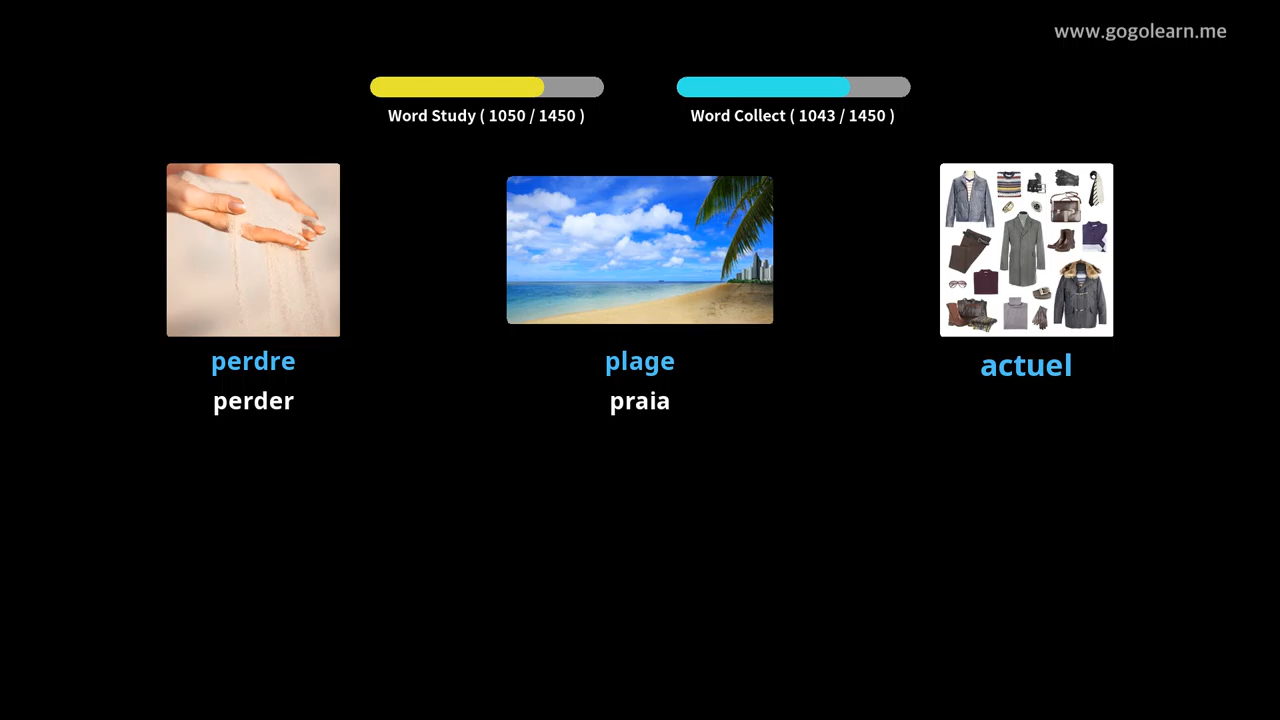 www.gogolearn.me
Word Study ( 1050 / 1450 )
Word Collect ( 1043 / 1450 )
perdre
perder
plage
praia
actuel